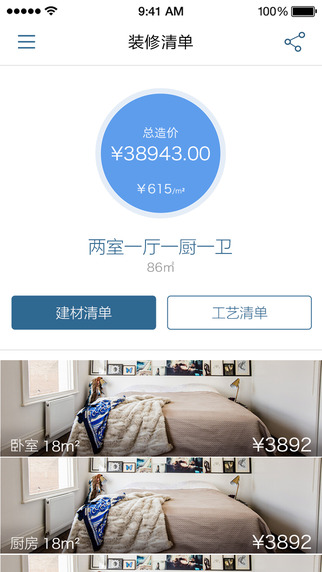 9:41 AM
100%
装修清单
总造价
¥38943.00
¥615/m²
两室一厅一厨一卫
86㎡
建材清单
工艺清单
卧室 18m²
¥3892
厨房 18m²
¥3892